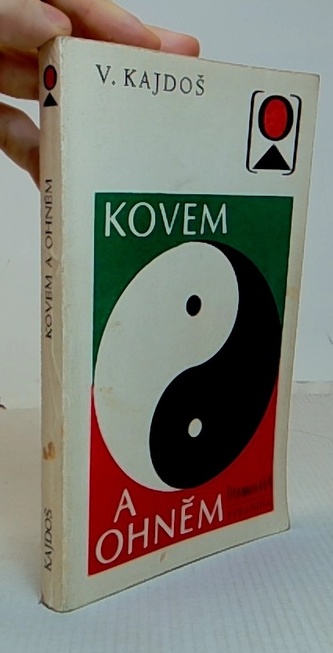 V. KAJDOŠ
KOVEM
A
OHNĚM
KOVEM A OHNĚM
KAJDOŠ